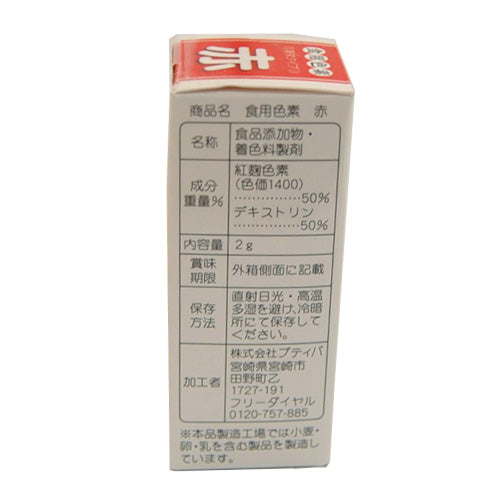 食用色素
赤
商品名 食用色素 赤
名称 食品添加物・
着色料製剤
成分
重量%
紅麹色素
(色価1400)
……………50%
デキストリン
……………50%
内容量 2g
賞味
期限
外箱側面に記載
保存
方法
直射日光・高温
多湿を避け、冷暗
所にて保存して
ください。
加工者
株式会社プティパ
宮崎県宮崎市
田野町乙
1727-191
フリーダイヤル
0120-757-885
※本品製造工場では小麦・
卵・乳を含む製品を製造し
ています。